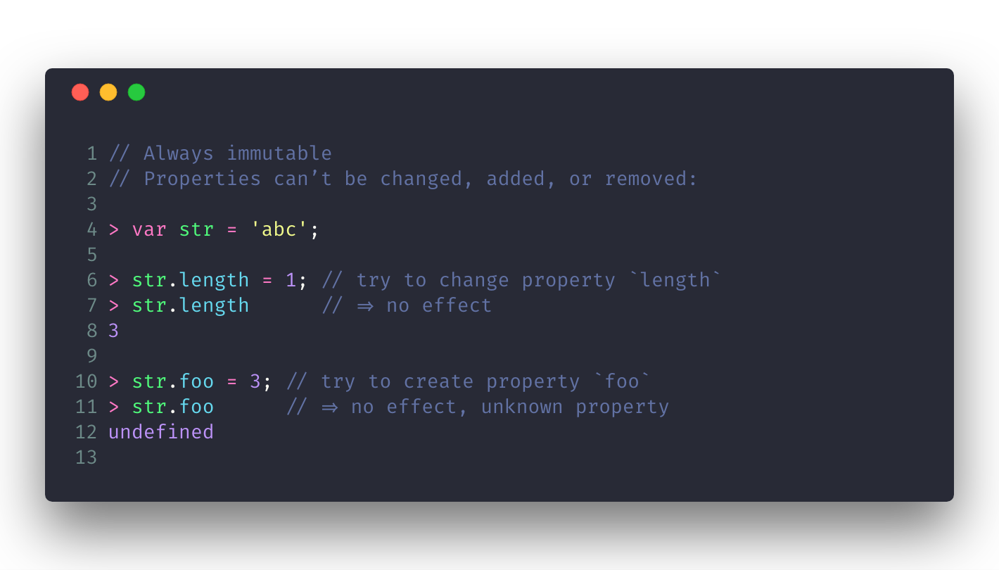 1 // Always immutable
2 // Properties can’t be changed, added, or removed:
3
4 > var str = 'abc';
5
6 > str.length = 1; // try to change property `length`
7 > str.length      // ⇒ no effect
8 3
9
10 > str.foo = 3; // try to create property `foo`
11 > str.foo      // ⇒ no effect, unknown property
12 undefined
13